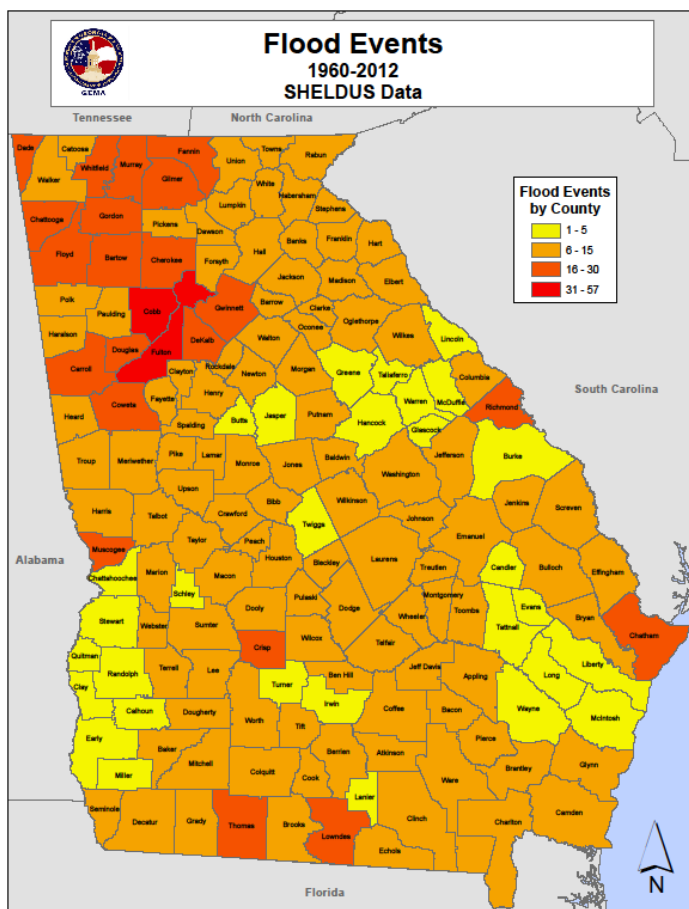 Flood Events
1960-2012
SHELDUS Data
GEMA
Tennessee
North Carolina
Flood Events
by County
1 - 5
6 - 15
16 - 30
31 - 57
South Carolina
Alabama
Florida
N
Dade
Catoosa
Walker
Whitfield
Murray
Fannin
Gilmer
Union
Towns
Rabun
White
Habersham
Lumpkin
Stephens
Chattooga
Gordon
Pickens
Dawson
Floyd
Bartow
Cherokee
Forsyth
Hall
Banks
Franklin
Hart
Jackson
Madison
Elbert
Polk
Paulding
Cobb
Gwinnett
Barrow
Clarke
Oconee
Oglethorpe
Wilkes
Lincoln
Haralson
Douglas
Fulton
DeKalb
Walton
Carroll
Clayton
Rockdale
Newton
Morgan
Greene
Taliaferro
Columbia
McDuffie
Warren
Richmond
Coweta
Fayette
Henry
Heard
Spalding
Butts
Jasper
Putnam
Hancock
Glascock
Burke
Troup
Meriwether
Pike
Lamar
Monroe
Jones
Baldwin
Washington
Jefferson
Upson
Harris
Talbot
Crawford
Bibb
Twiggs
Wilkinson
Johnson
Jenkins
Screven
Emanuel
Muscogee
Taylor
Peach
Houston
Bleckley
Laurens
Treutlen
Candler
Bulloch
Effingham
Chattahoochee
Marion
Schley
Macon
Dooly
Pulaski
Dodge
Montgomery
Wheeler
Toombs
Evans
Tattnall
Bryan
Chatham
Stewart
Webster
Sumter
Crisp
Wilcox
Telfair
Quitman
Randolph
Terrell
Lee
Turner
Ben Hill
Irwin
Jeff Davis
Appling
Long
Liberty
Clay
Calhoun
Dougherty
Worth
Tift
Coffee
Bacon
Wayne
McIntosh
Early
Baker
Mitchell
Colquitt
Cook
Berrien
Atkinson
Pierce
Miller
Lanier
Ware
Brantley
Glynn
Seminole
Decatur
Grady
Thomas
Brooks
Lowndes
Echols
Clinch
Charlton
Camden